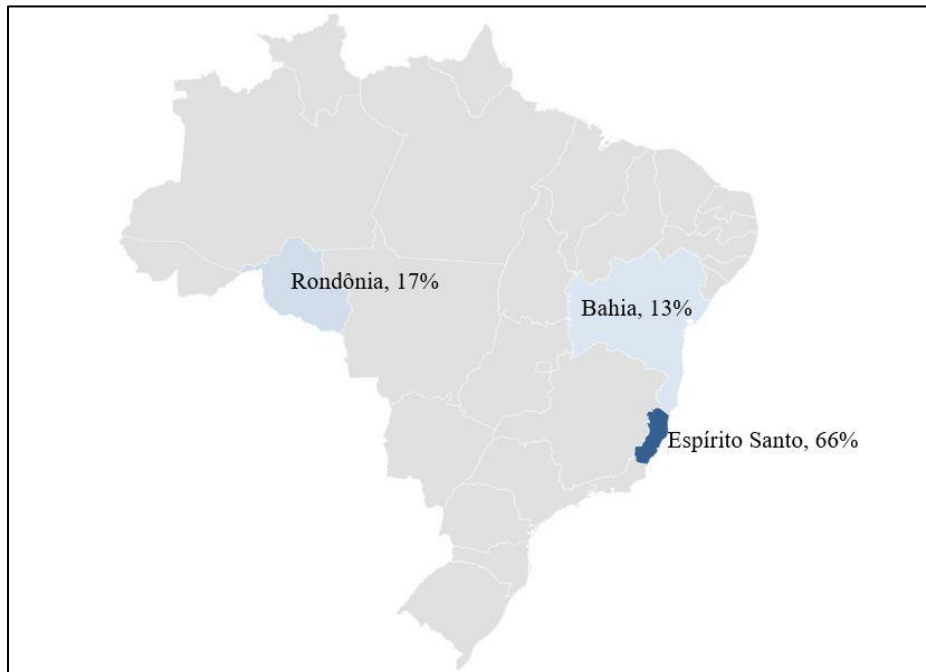 Rondônia, 17%
Bahia, 13%
Espírito Santo, 66%